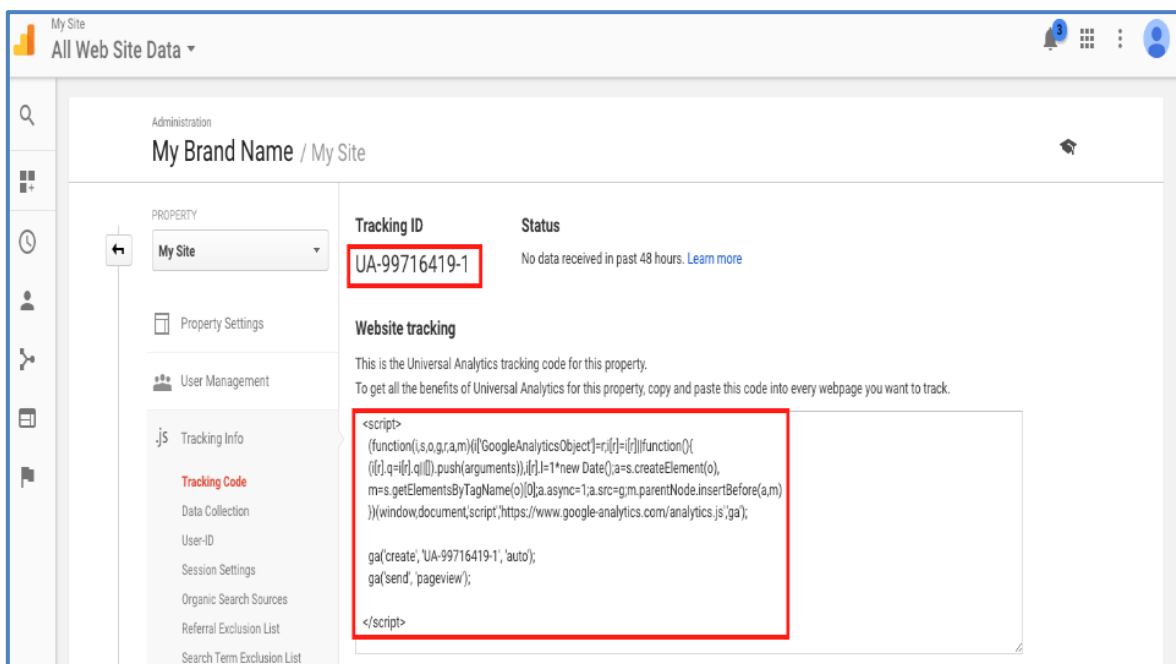 My Site
All Web Site Data
3
Administration
My Brand Name / My Site
PROPERTY
My Site
Property Settings
User Management
.js Tracking Info
Tracking Code
Data Collection
User-ID
Session Settings
Organic Search Sources
Referral Exclusion List
Search Term Exclusion List
Tracking ID
UA-99716419-1
Status
No data received in past 48 hours. Learn more
Website tracking
This is the Universal Analytics tracking code for this property.
To get all the benefits of Universal Analytics for this property, copy and paste this code into every webpage you want to track.
<script>
(function(i,s,o,g,r,a,m){i['GoogleAnalyticsObject']=r;i[r]=i[r]||function(){
(i[r].q=i[r].q||[]).push(arguments)},i[r].l=1*new Date();a=s.createElement(o),
m=s.getElementsByTagName(o)[0];a.async=1;a.src=g;m.parentNode.insertBefore(a,m)
})(window,document,'script','https://www.google-analytics.com/analytics.js','ga');
ga('create', 'UA-99716419-1', 'auto');
ga('send', 'pageview');
</script>